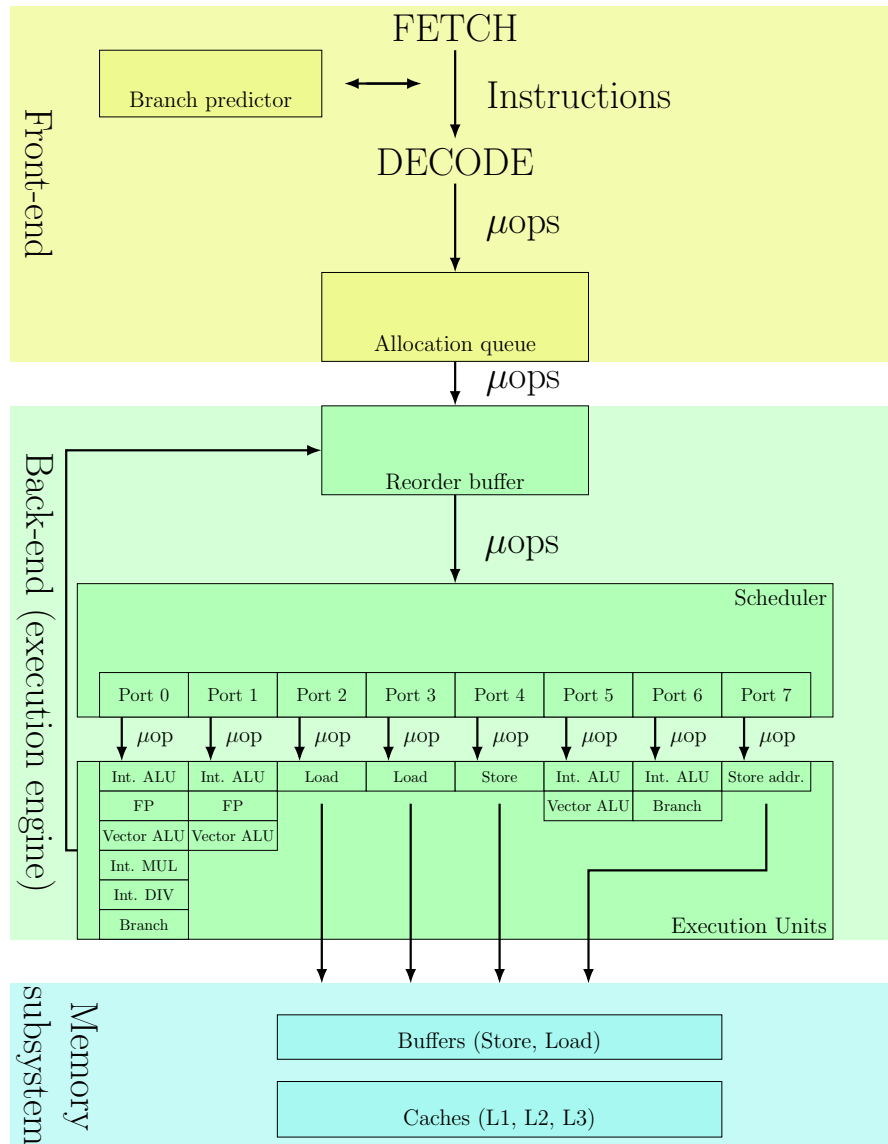 FETCH
Branch predictor
Instructions
DECODE
μops
Allocation queue
Front-end
μops
Reorder buffer
μops
Scheduler
Port 0 Port 1 Port 2 Port 3 Port 4 Port 5 Port 6 Port 7
μop μop μop μop μop μop μop μop
Int. ALU Int. ALU Load Load Store Int. ALU Int. ALU Store addr.
FP FP Vector ALU Branch
Vector ALU Vector ALU
Int. MUL
Int. DIV
Branch
Execution Units
Back-end (execution
engine)
Memory
subsystem
Buffers (Store, Load)
Caches (L1, L2, L3)